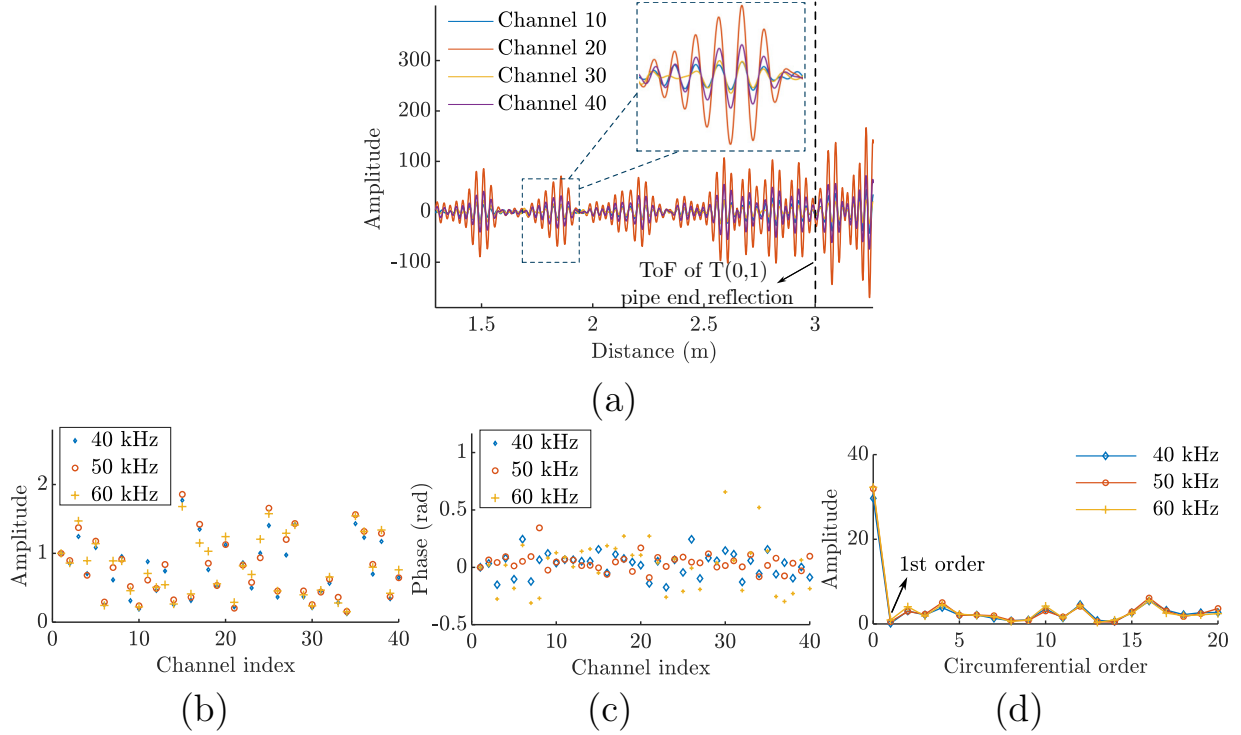 Channel 10
Channel 20
Channel 30
Channel 40
Amplitude
300
200
100
0
-100
ToF of T(0,1)
pipe end reflection
1.5
2
2.5
3
Distance (m)
(a)
40 kHz
50 kHz
60 kHz
Amplitude
2
1
0
0
10
20
30
40
Channel index
(b)
40 kHz
50 kHz
60 kHz
Phase (rad)
1
0.5
0
-0.5
0
10
20
30
40
Channel index
(c)
40 kHz
50 kHz
60 kHz
Amplitude
40
20
0
1st order
0
5
10
15
20
Circumferential order
(d)